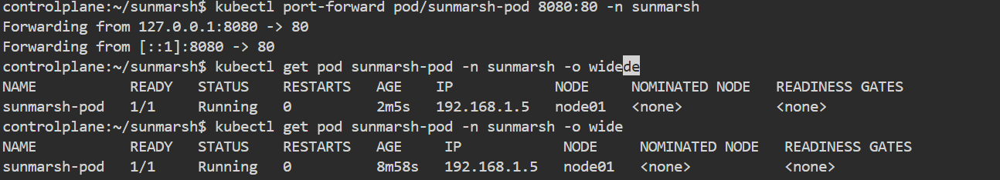 controlplane:~/sunmarsh$ kubectl port-forward pod/sunmarsh-pod 8080:80 -n sunmarsh
Forwarding from 127.0.0.1:8080 -> 80
Forwarding from [::1]:8080 -> 80
controlplane:~/sunmarsh$ kubectl get pod sunmarsh-pod -n sunmarsh -o widede
NAME READY STATUS RESTARTS AGE IP NODE NOMINATED NODE READINESS GATES
sunmarsh-pod 1/1 Running 0 2m5s 192.168.1.5 node01 <none> <none>
controlplane:~/sunmarsh$ kubectl get pod sunmarsh-pod -n sunmarsh -o wide
NAME READY STATUS RESTARTS AGE IP NODE NOMINATED NODE READINESS GATES
sunmarsh-pod 1/1 Running 0 8m58s 192.168.1.5 node01 <none> <none>